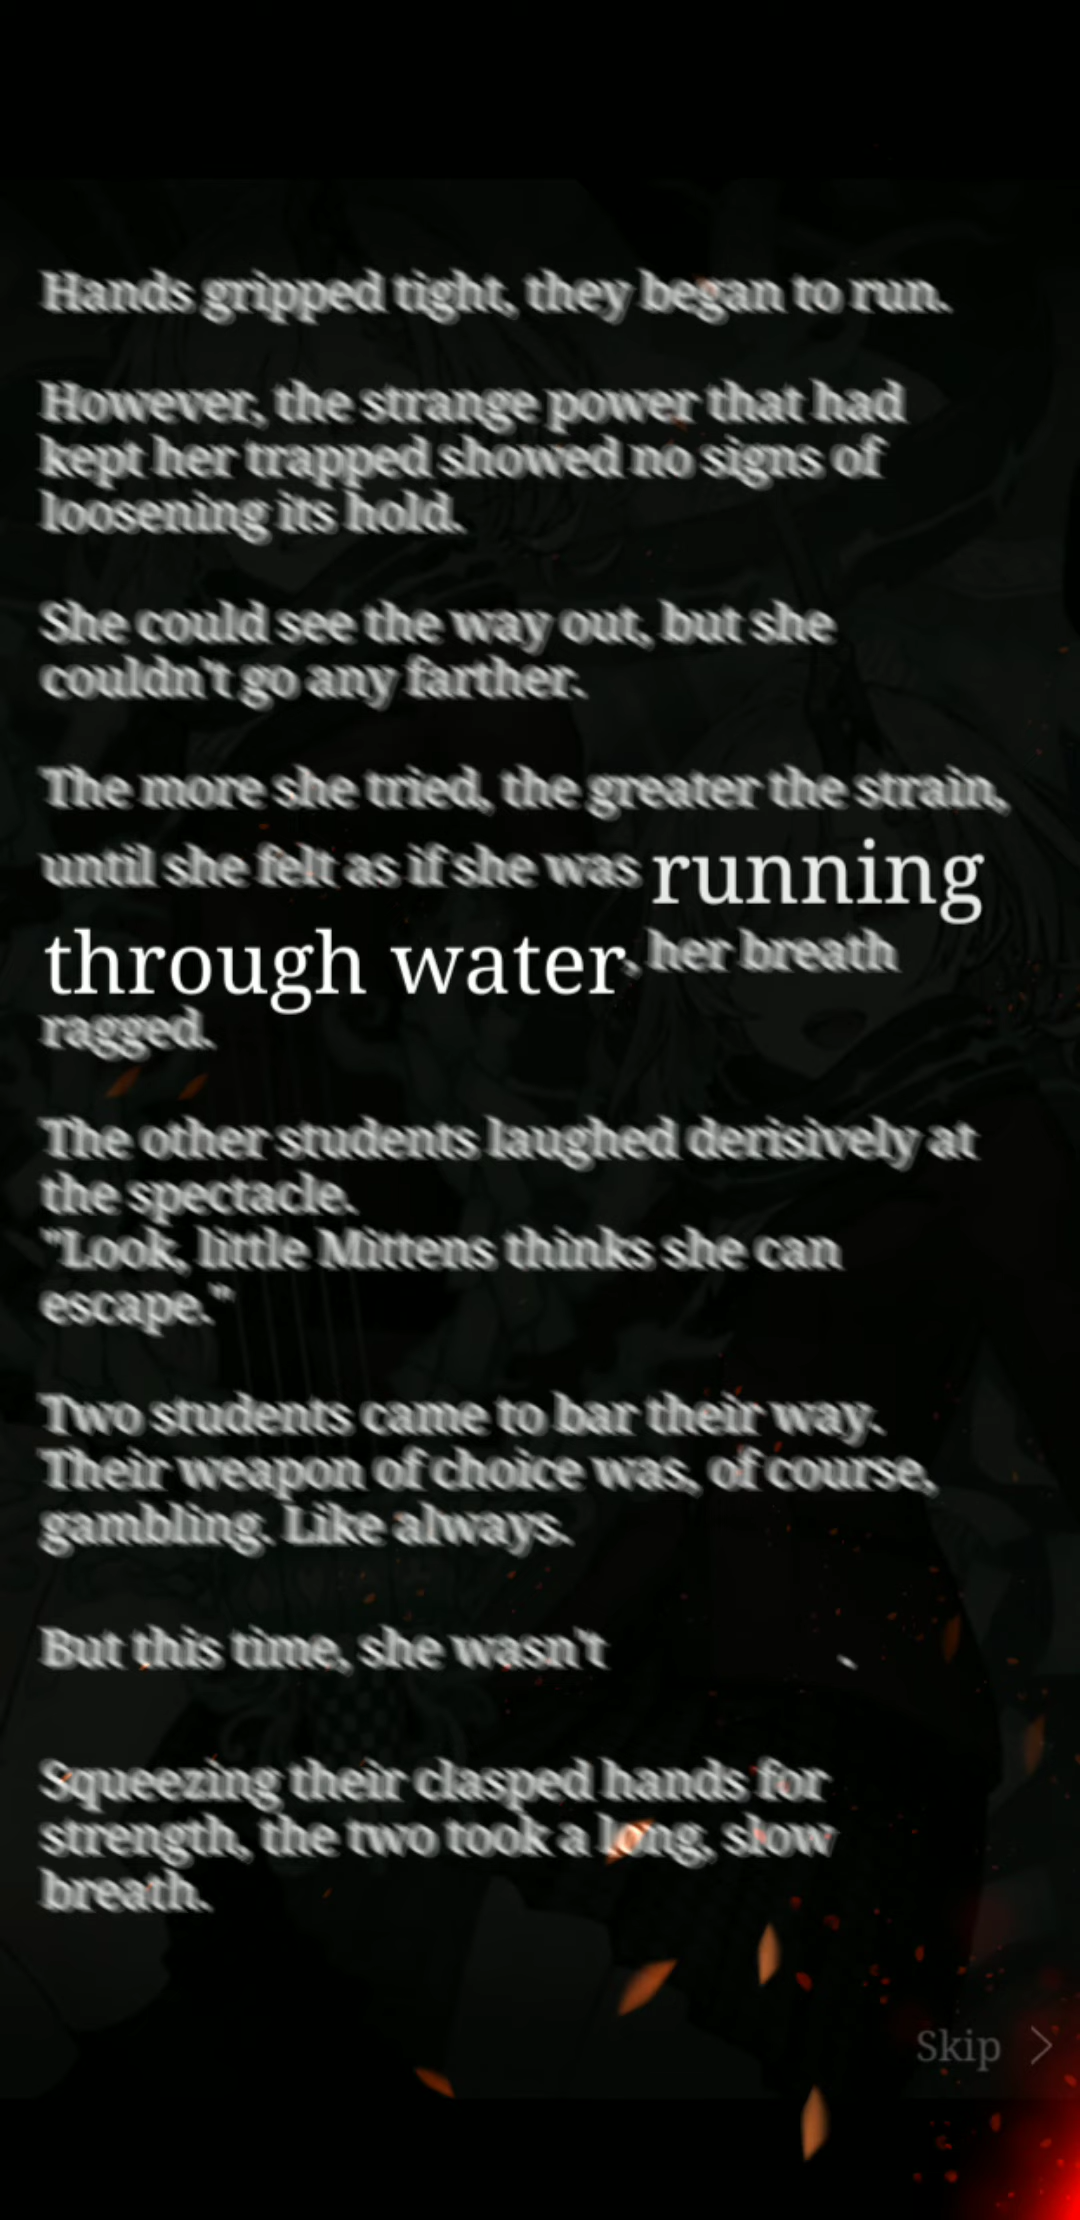 Hands gripped tight, they began to run.
However, the strange power that had
kept her trapped showed no signs of
loosening its hold.
She could see the way out, but she
couldn't go any farther.
The more she tried, the greater the strain,
until she felt as if she was running
through water, her breath
ragged.
The other students laughed derisively at
the spectacle.
"Look, little Mittens thinks she can
escape."
Two students came to bar their way.
Their weapon of choice was, of course,
gambling. Like always.
But this time, she wasn't
Squeezing their clasped hands for
strength, the two took a long, slow
breath.
Skip >